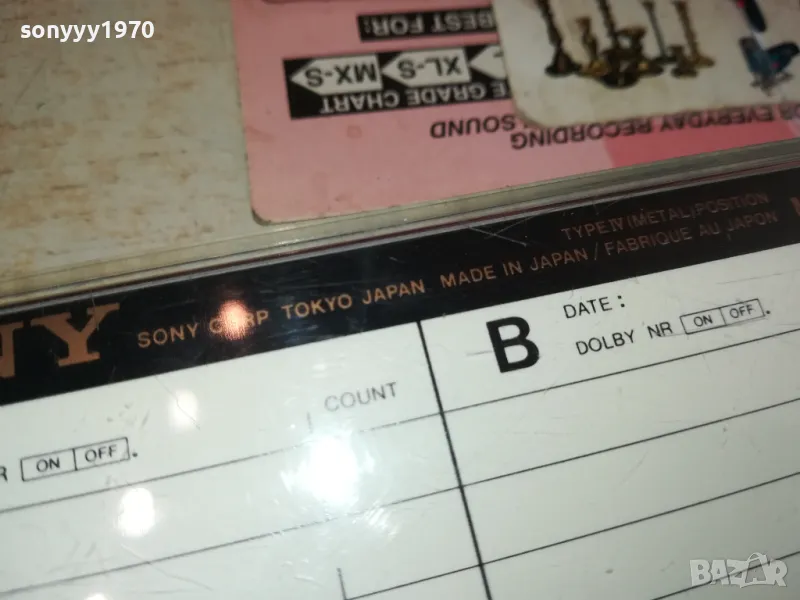 sonyyy1970
BEST FOR:
XL-S MX-S
GRADE CHART
EVERYDAY RECORDING
SOUND
TYPE IV (METAL) POSITION
NY SONY CORP TOKYO JAPAN MADE IN JAPAN / FABRIQUE AU JAPON
B DATE:
DOLBY NR ON OFF.
COUNT
R ON OFF.
BAZAR